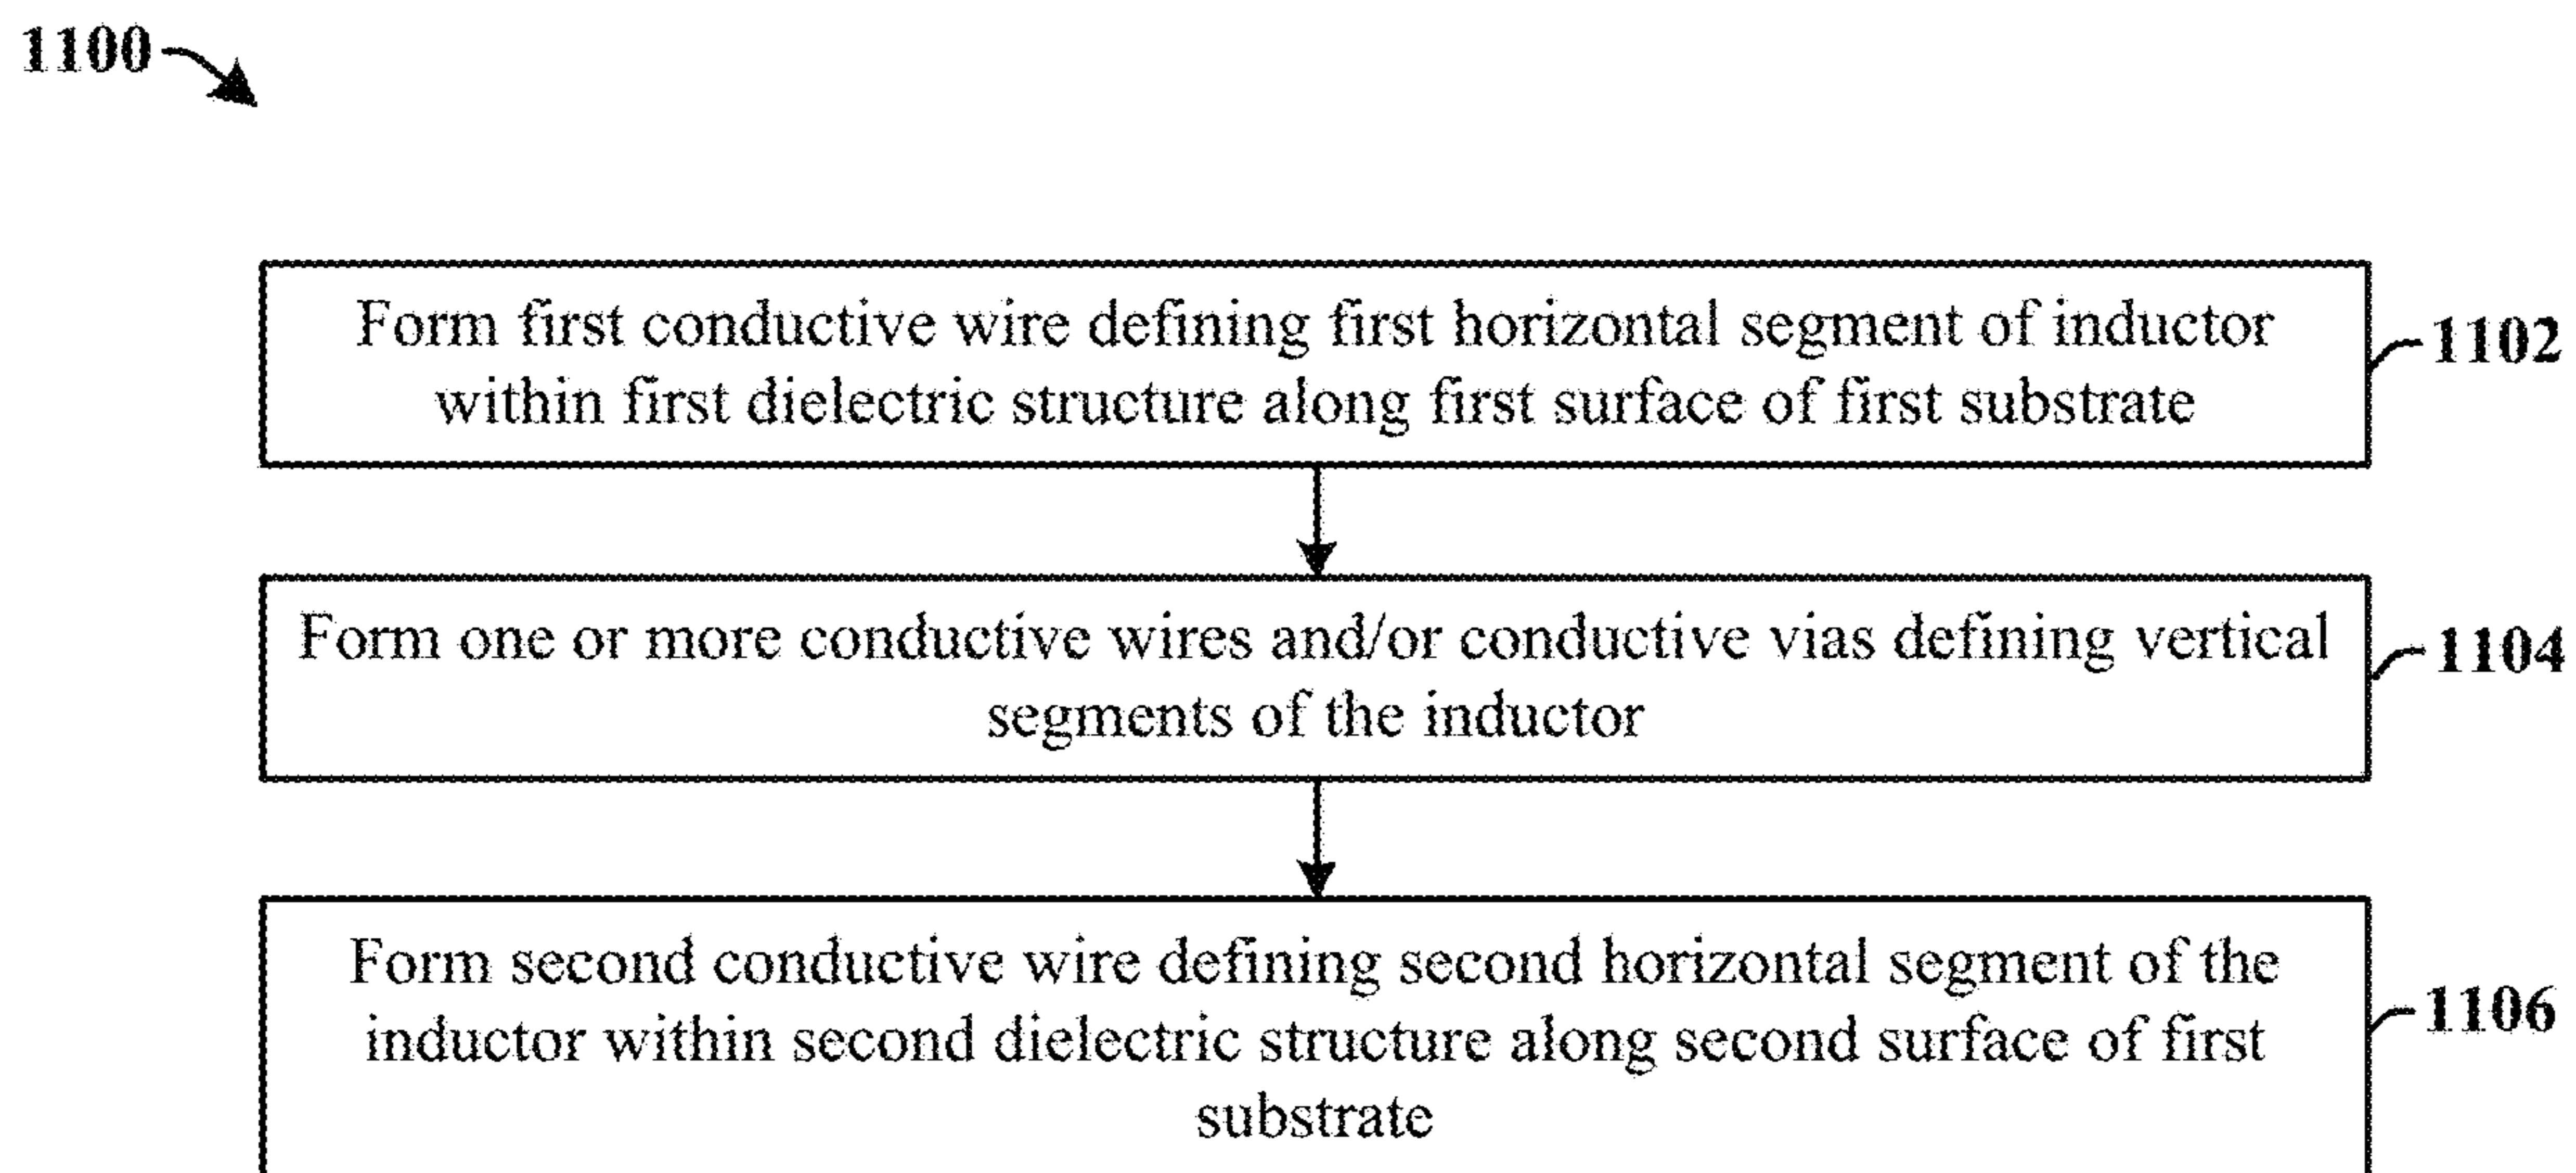 1100
Form first conductive wire defining first horizontal segment of inductor
within first dielectric structure along first surface of first substrate
1102
Form one or more conductive wires and/or conductive vias defining vertical
segments of the inductor
1104
Form second conductive wire defining second horizontal segment of the
inductor within second dielectric structure along second surface of first
substrate
1106